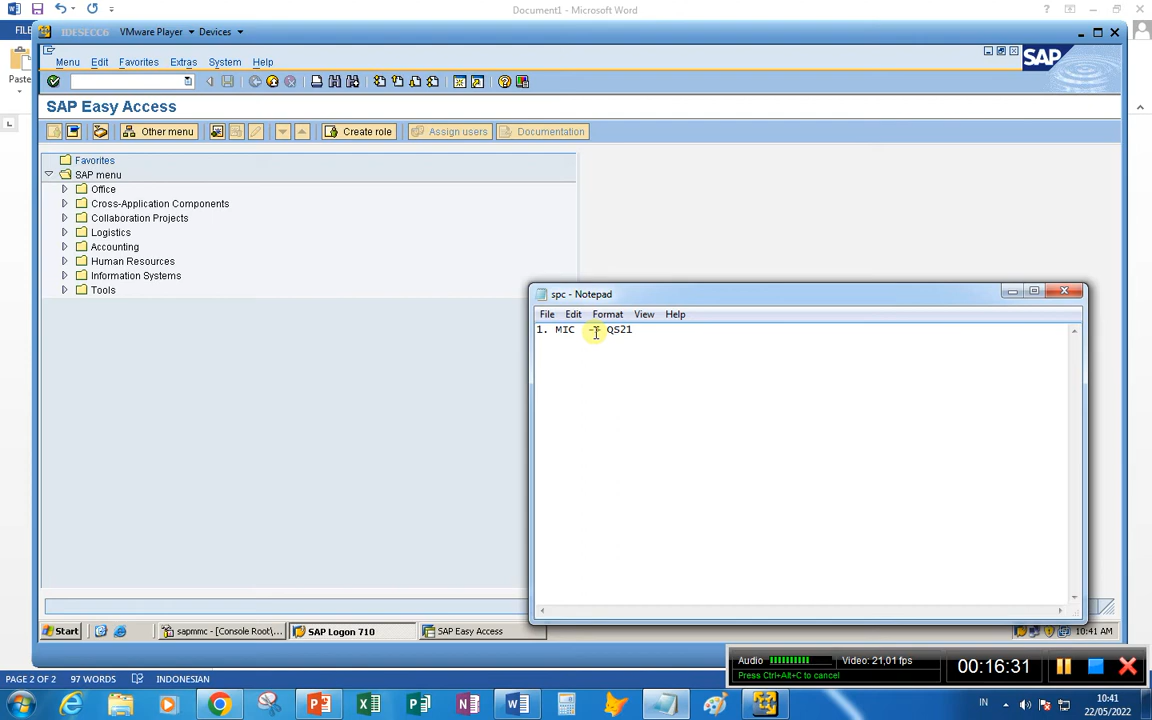 Document1 - Microsoft Word
FILE
Paste
IDESECC6 VMware Player Devices
Menu Edit Favorites Extras System Help
SAP
SAP Easy Access
Other menu Create role Assign users Documentation
Favorites
SAP menu
Office
Cross-Application Components
Collaboration Projects
Logistics
Accounting
Human Resources
Information Systems
Tools
spc - Notepad
File Edit Format View Help
1. MIC -- QS21
Start sapmmc - [Console Root\... SAP Logon 710 SAP Easy Access 10:41 AM
Audio Video: 21,01 fps
Press Ctrl+Alt+C to cancel
00:16:31
PAGE 2 OF 2 97 WORDS INDONESIAN
IN 10:41
22/05/2022